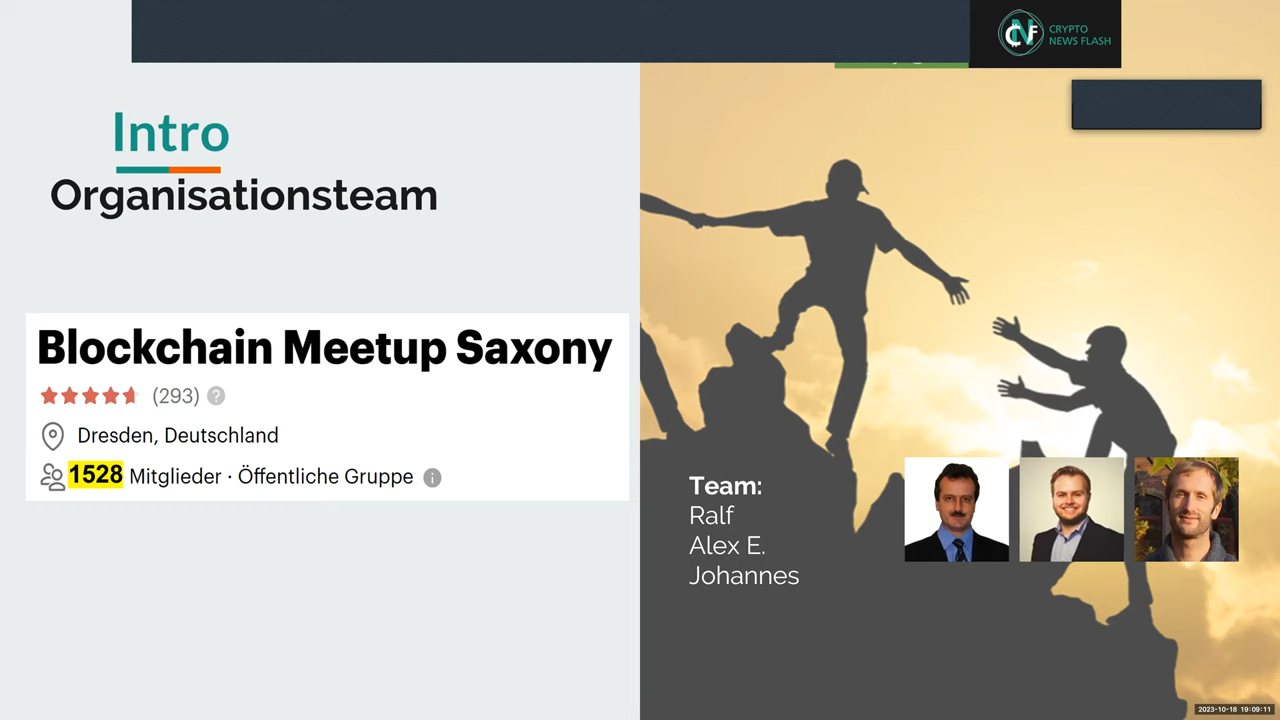 CRYPTO
NEWS FLASH
Intro
Organisationsteam
Blockchain Meetup Saxony
(293) ?
Dresden, Deutschland
1528 Mitglieder · Öffentliche Gruppe i
Team:
Ralf
Alex E.
Johannes
2023-10-18 19:09:11